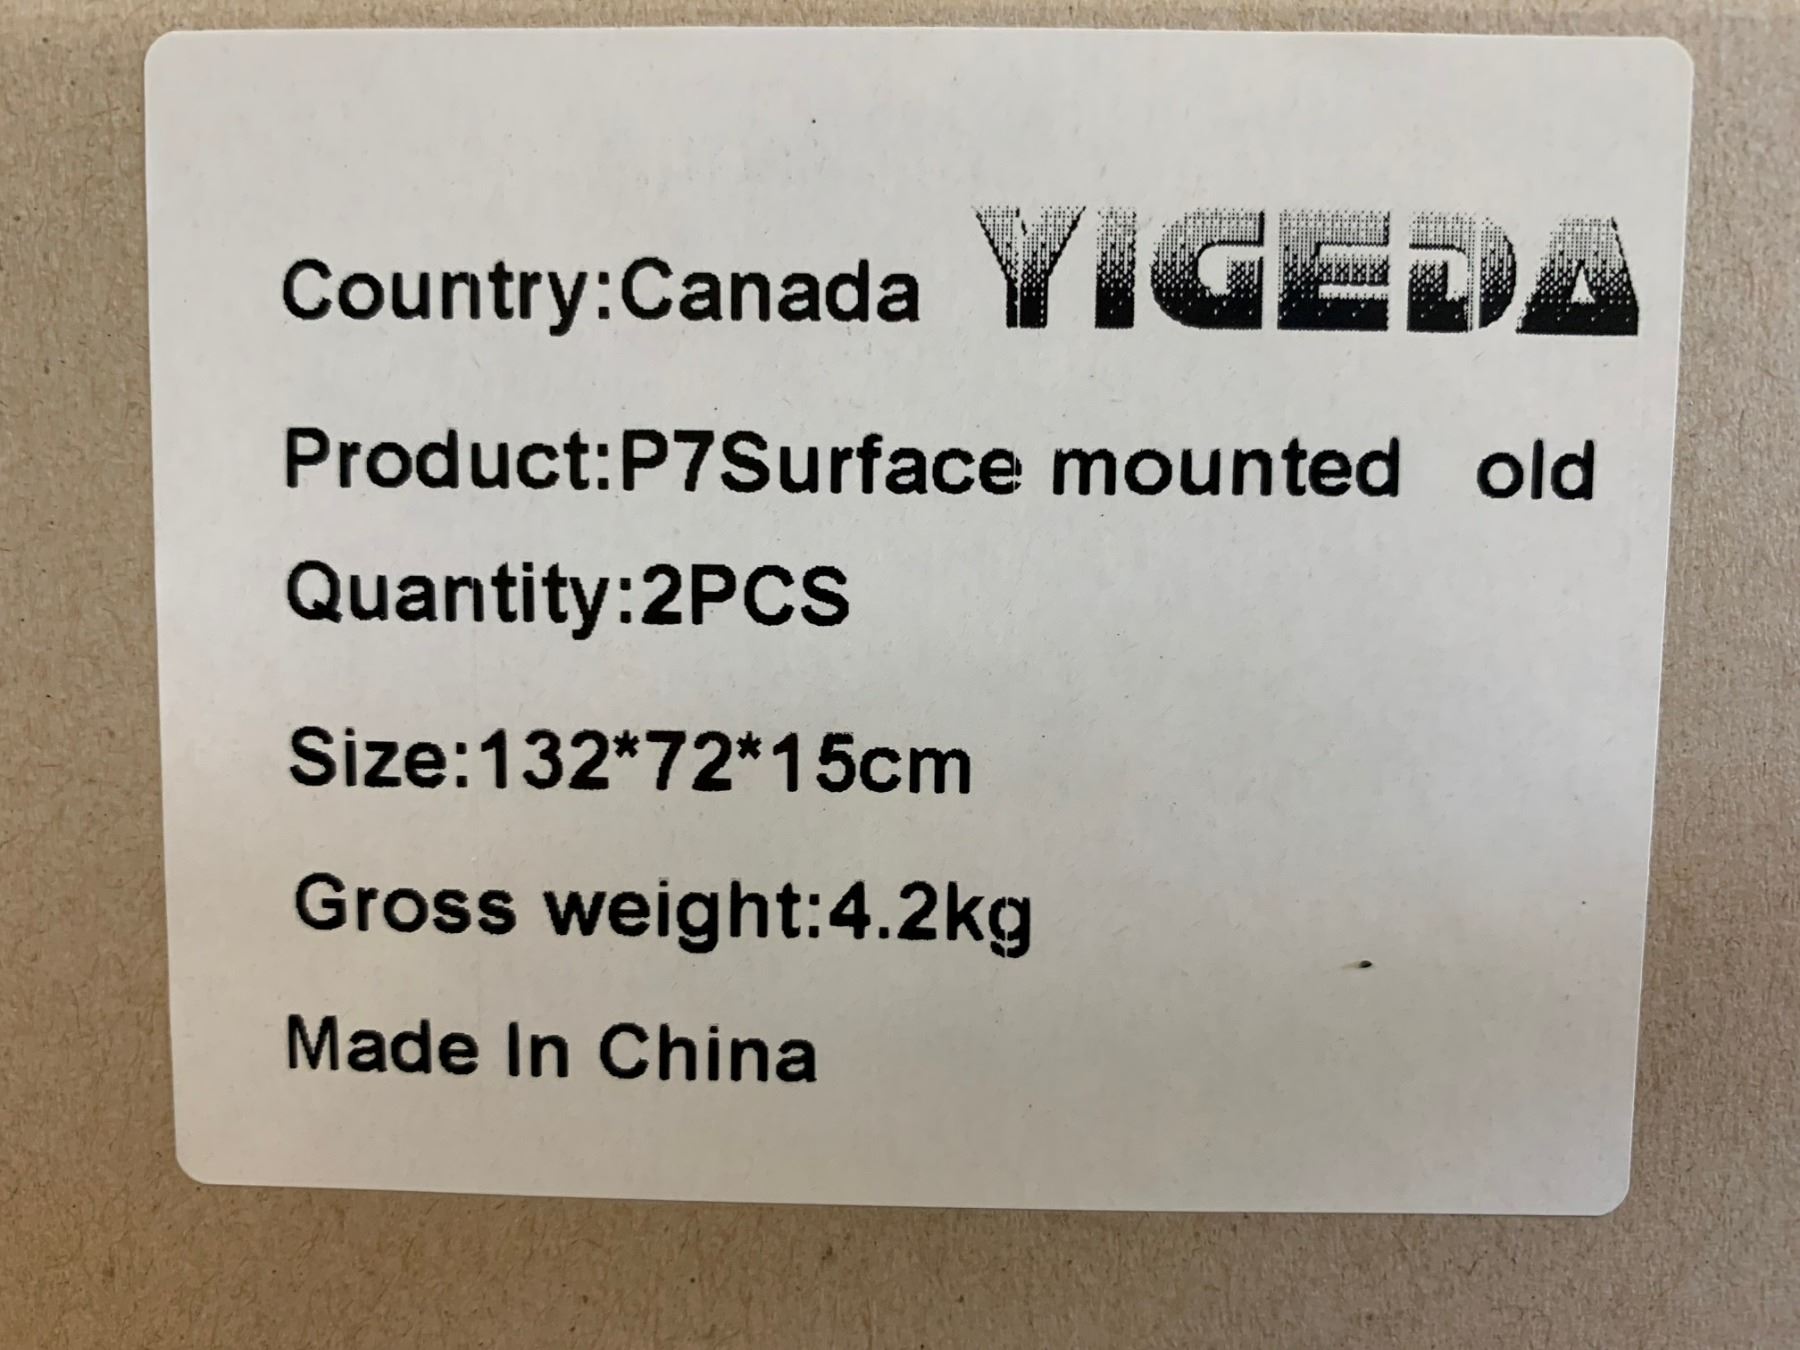 Country:Canada YIGEDA
Product:P7Surface mounted old
Quantity:2PCS
Size:132*72*15cm
Gross weight:4.2kg
Made In China